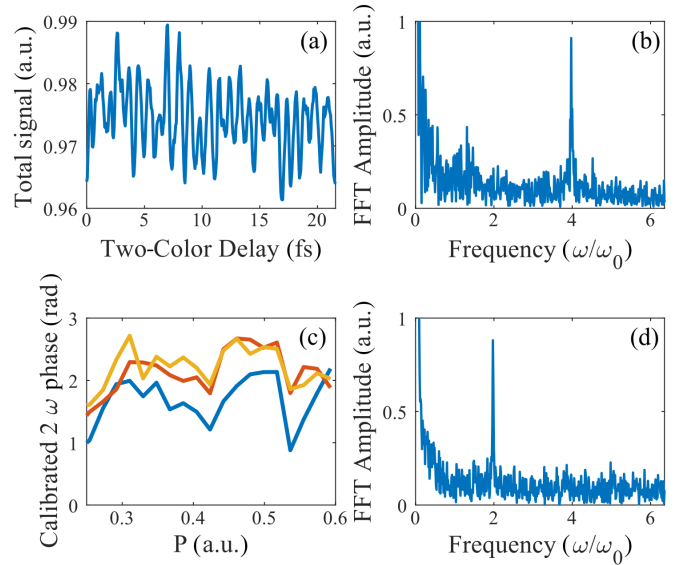 (a)
Total signal (a.u.)
0.99
0.98
0.97
0.96
0 5 10 15 20
Two-Color Delay (fs)
(b)
FFT Amplitude (a.u.)
1
0.5
0
0 2 4 6
Frequency (ω/ω0)
(c)
Calibrated 2 ω phase (rad)
3
2
1
0
0.3 0.4 0.5 0.6
P (a.u.)
(d)
FFT Amplitude (a.u.)
1
0.5
0
0 2 4 6
Frequency (ω/ω0)